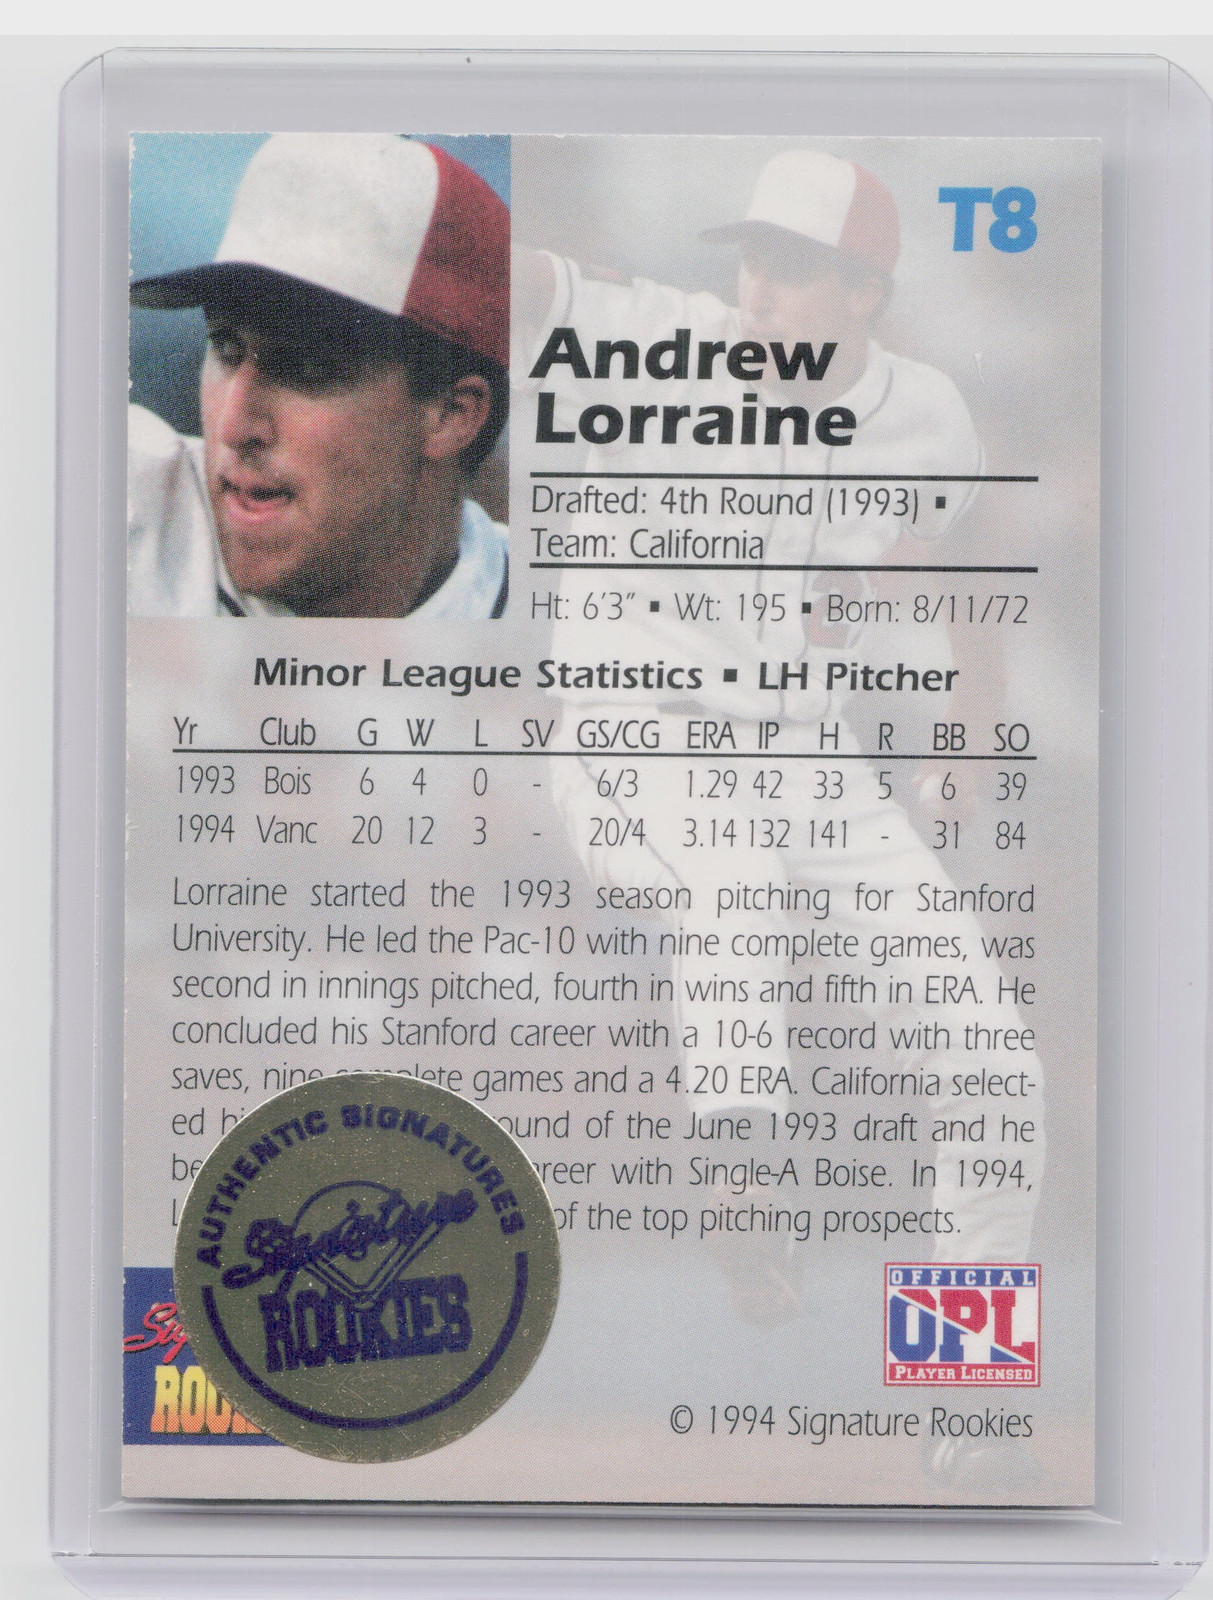 T8
Andrew
Lorraine
Drafted: 4th Round (1993) ▪
Team: California
Ht: 6'3" ▪ Wt: 195 ▪ Born: 8/11/72
Minor League Statistics ▪ LH Pitcher
Yr Club G W L SV GS/CG ERA IP H R BB SO
1993 Bois 6 4 0 - 6/3 1.29 42 33 5 6 39
1994 Vanc 20 12 3 - 20/4 3.14 132 141 - 31 84
Lorraine started the 1993 season pitching for Stanford
University. He led the Pac-10 with nine complete games, was
second in innings pitched, fourth in wins and fifth in ERA. He
concluded his Stanford career with a 10-6 record with three
saves, nine complete games and a 4.20 ERA. California select-
ed of the June 1993 draft and he
with Single-A Boise. In 1994,
of the top pitching prospects.
AUTHENTIC SIGNATURES
Signature
ROOKIES
OFFICIAL
OPL
PLAYER LICENSED
© 1994 Signature Rookies